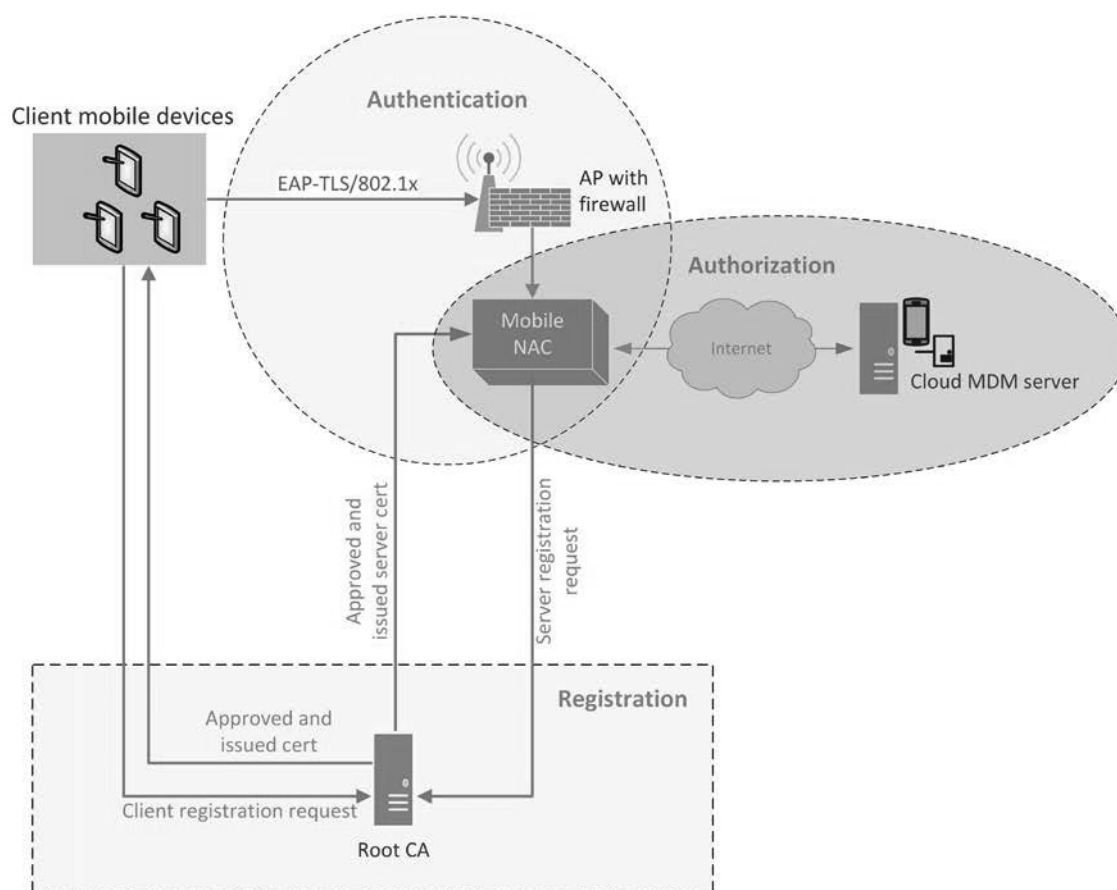 Authentication
Client mobile devices
EAP-TLS/802.1x
AP with
firewall
Authorization
Mobile
NAC
Internet
Cloud MDM server
Approved and
issued server cert
Server registration
request
Registration
Approved and
issued cert
Client registration request
Root CA